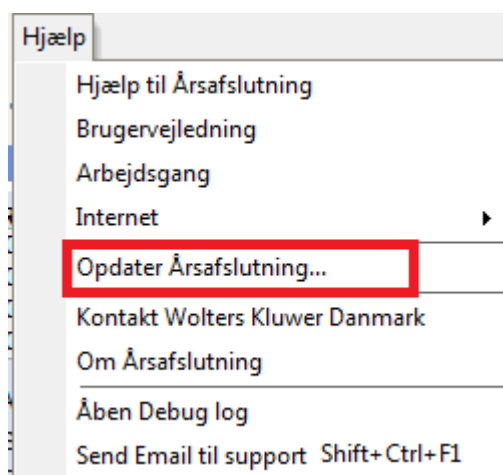 Hjælp
Hjælp til Årsafslutning
Brugervejledning
Arbejdsgang
Internet
Opdater Årsafslutning...
Kontakt Wolters Kluwer Danmark
Om Årsafslutning
Åben Debug log
Send Email til support Shift+Ctrl+F1